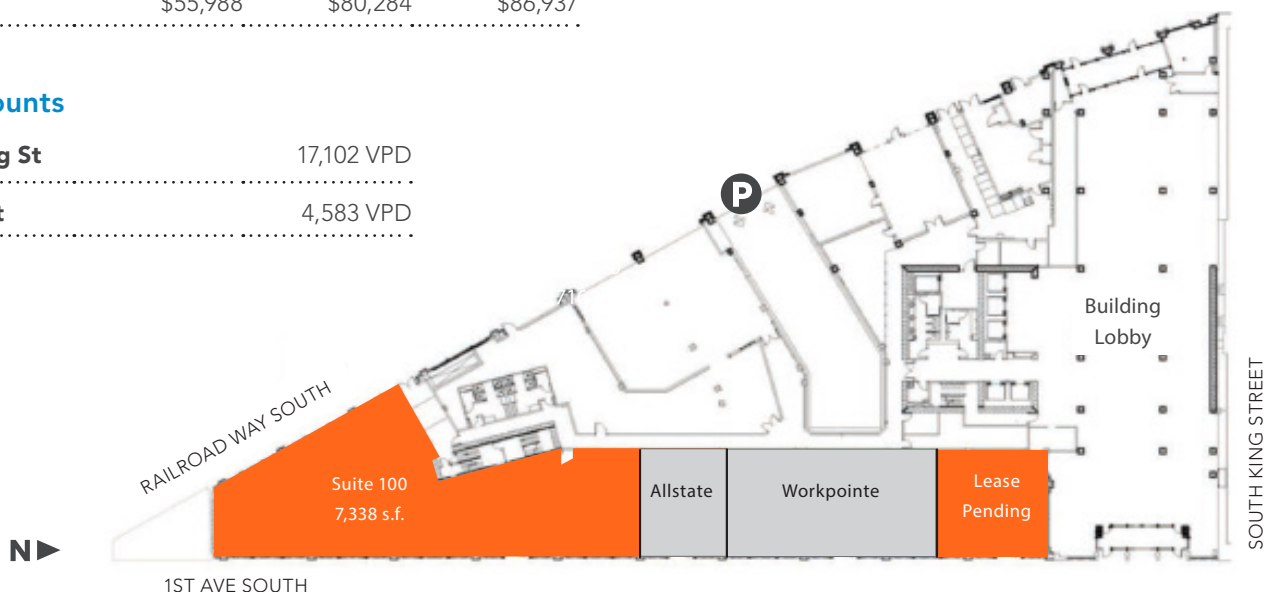 $55,988 $80,284 $86,937
ounts
g St 17,102 VPD
t 4,583 VPD
P
Building
Lobby
RAILROAD WAY SOUTH
SOUTH KING STREET
Suite 100
7,338 s.f.
Allstate
Workpointe
Lease
Pending
N
1ST AVE SOUTH